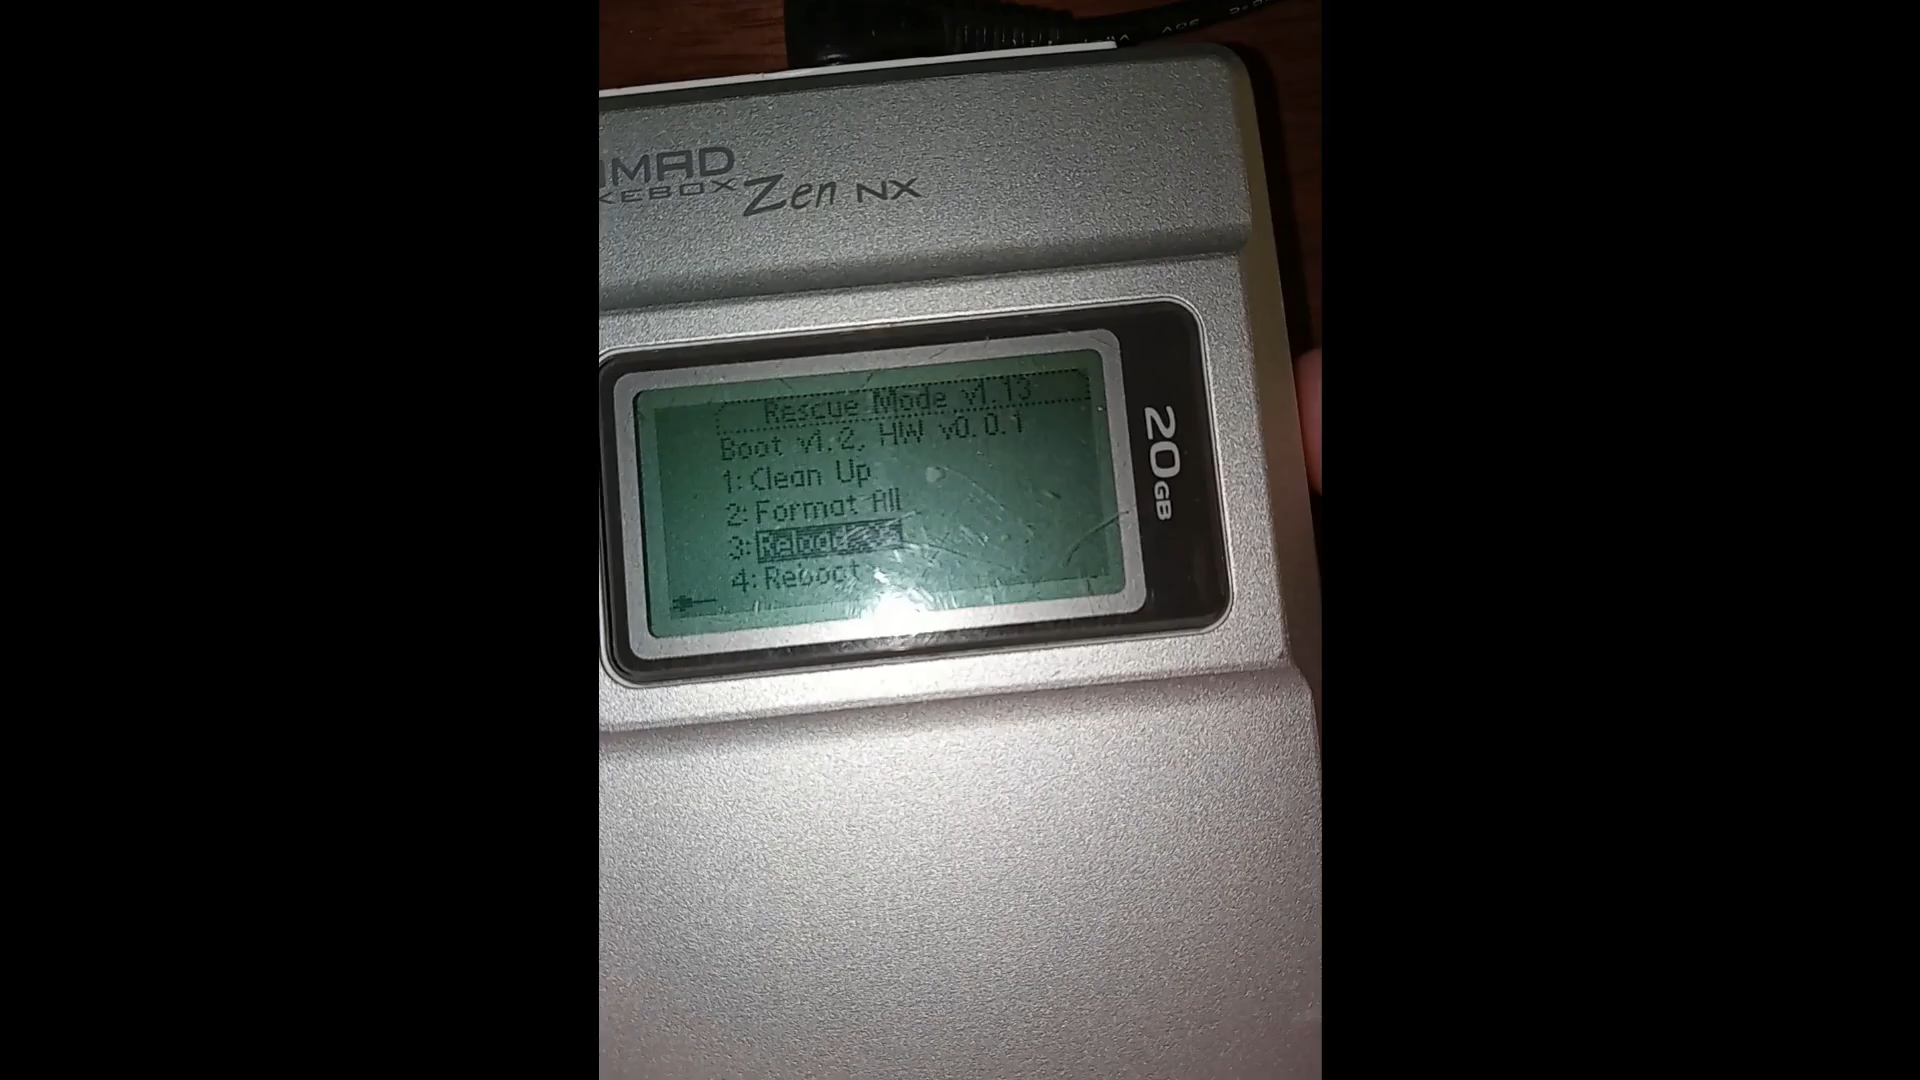 MAD
KEBOX Zen NX
Rescue Mode v1.13
Boot v1.2, HW v0.0.1
1: Clean Up
2: Format All
3: Reload OS
4: Reboot
20GB